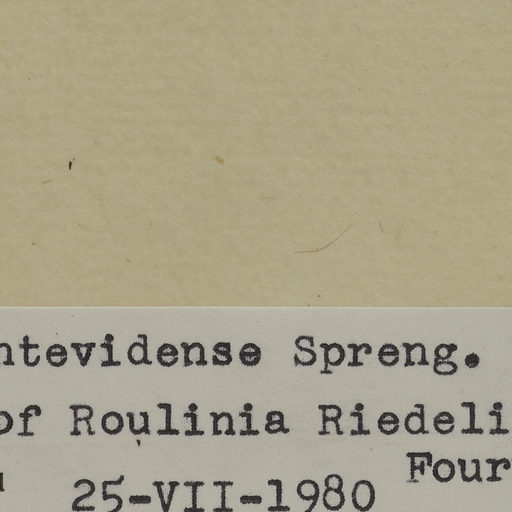 ntevidense Spreng.
of Roulinia Riedeli
Four
25-VII-1980